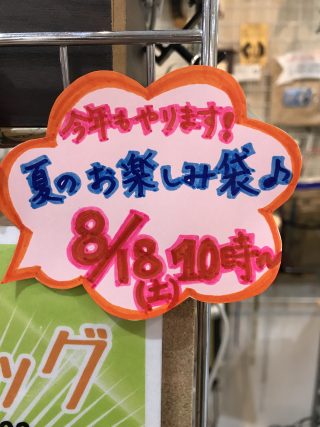 今年もやります!
夏のお楽しみ袋♪
8/18 10時〜
(土)
ッグ